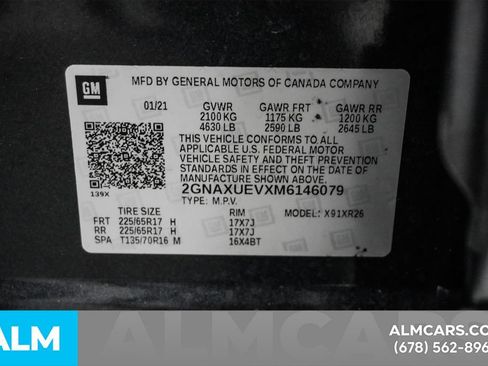 GM
MFD BY GENERAL MOTORS OF CANADA COMPANY
01/21 GVWR GAWR FRT GAWR RR
2100 KG 1175 KG 1200 KG
4630 LB 2590 LB 2645 LB
THIS VEHICLE CONFORMS TO ALL
APPLICABLE U.S. FEDERAL MOTOR
VEHICLE SAFETY AND THEFT PREVENTION
STANDARDS IN EFFECT ON THE DATE OF
MANUFACTURE SHOWN ABOVE.
139X 2GNAXUEVXM6146079
TYPE: M.P.V.
TIRE SIZE RIM MODEL: X91XR26
FRT 225/65R17 H 17X7J
RR 225/65R17 H 17X7J
SPA T135/70R16 M 16X4BT
ALM ALMCARS
ALMCARS.CO
(678) 562-896